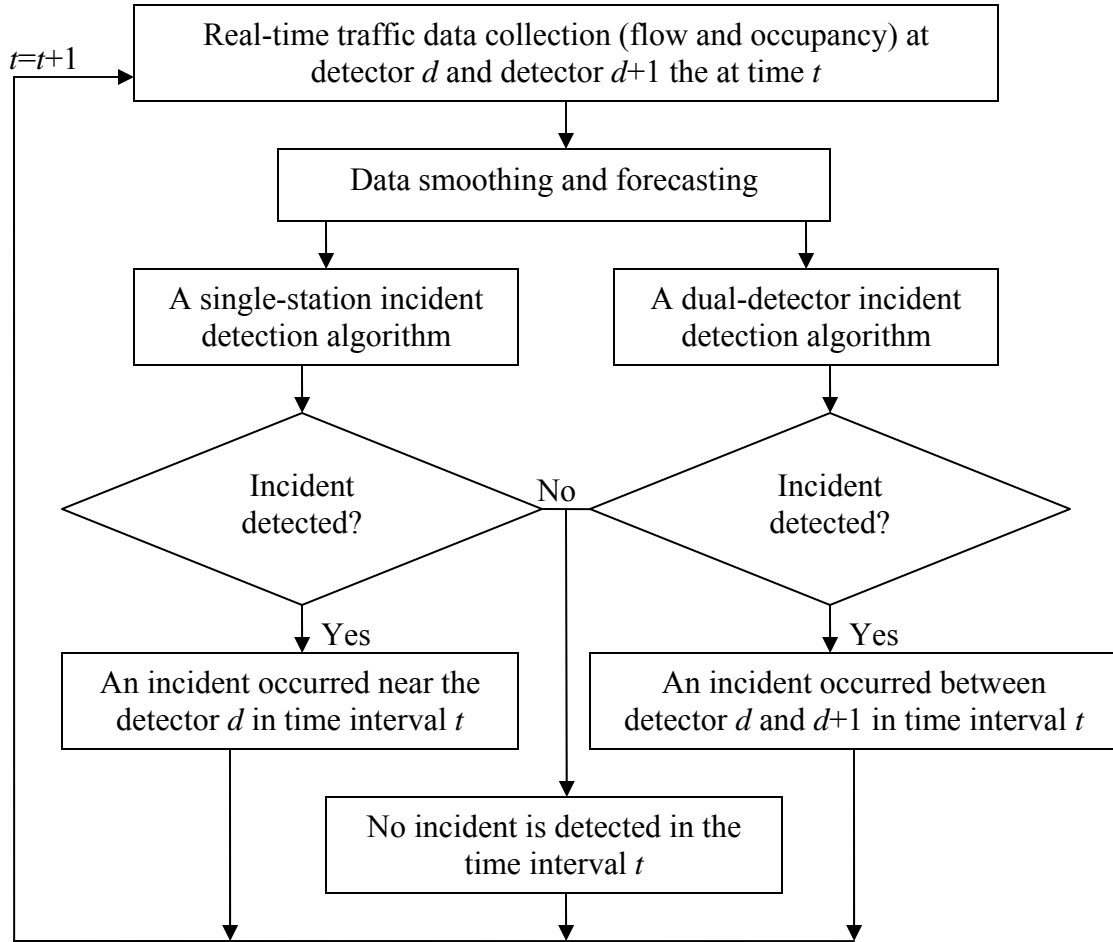 Real-time traffic data collection (flow and occupancy) at
detector d and detector d+1 the at time t
t=t+1
Data smoothing and forecasting
A single-station incident
detection algorithm
A dual-detector incident
detection algorithm
Incident
detected?
No
Incident
detected?
Yes
Yes
An incident occurred near the
detector d in time interval t
An incident occurred between
detector d and d+1 in time interval t
No incident is detected in the
time interval t